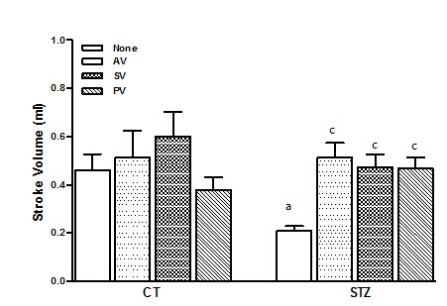 1.0
None
AV
0.8
SV
PV
Stroke Volume (ml)
0.6
c
c
c
0.4
a
0.2
0.0
CT
STZ